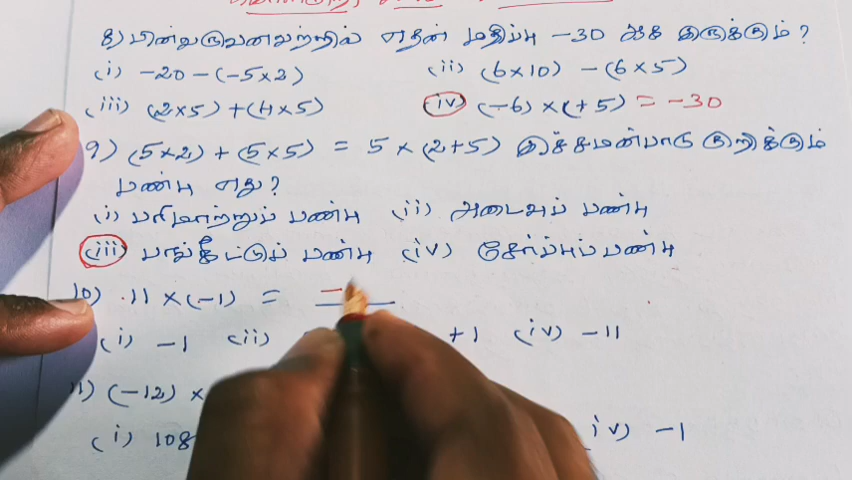 8) பின்வருவனவற்றில் எதன் மதிப்பு -30 ஆக இருக்கும்?
(i) -20 - (-5×2) (ii) (6×10) - (6×5)
(iii) (2×5) + (4×5) (iv) (-6) × (+5) = -30
9) (5×2) + (5×5) = 5 × (2+5) இச்சமன்பாடு குறிக்கும்
பண்பு எது?
(i) பரிமாற்றுப் பண்பு (ii) அடைவுப் பண்பு
(iii) பங்கீட்டுப் பண்பு (iv) சேர்ப்புப் பண்பு
10) 11 × (-1) = -
(i) -1 (ii) +1 (iv) -11
11) (-12) ×
(i) 108 (iv) -1